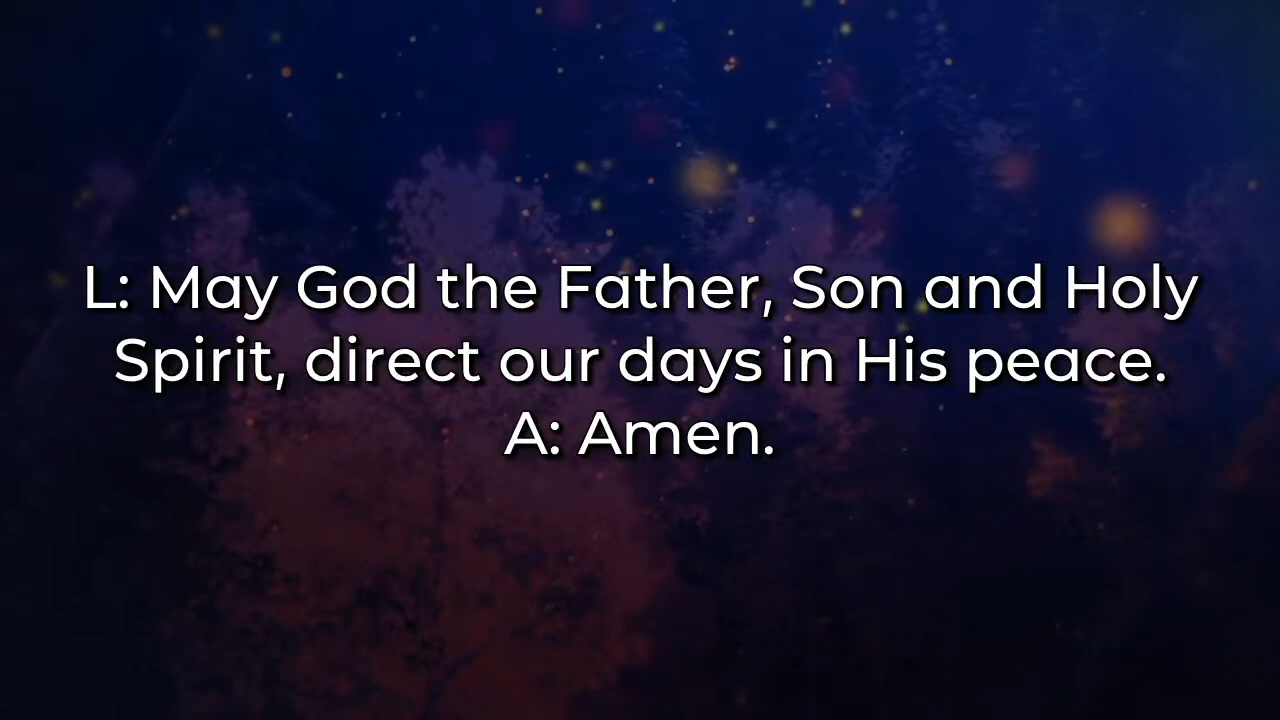 L: May God the Father, Son and Holy
Spirit, direct our days in His peace.
A: Amen.